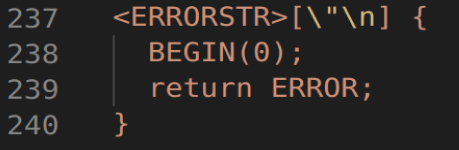 237 <ERRORSTR>[\"\n] {
238 BEGIN(0);
239 return ERROR;
240 }